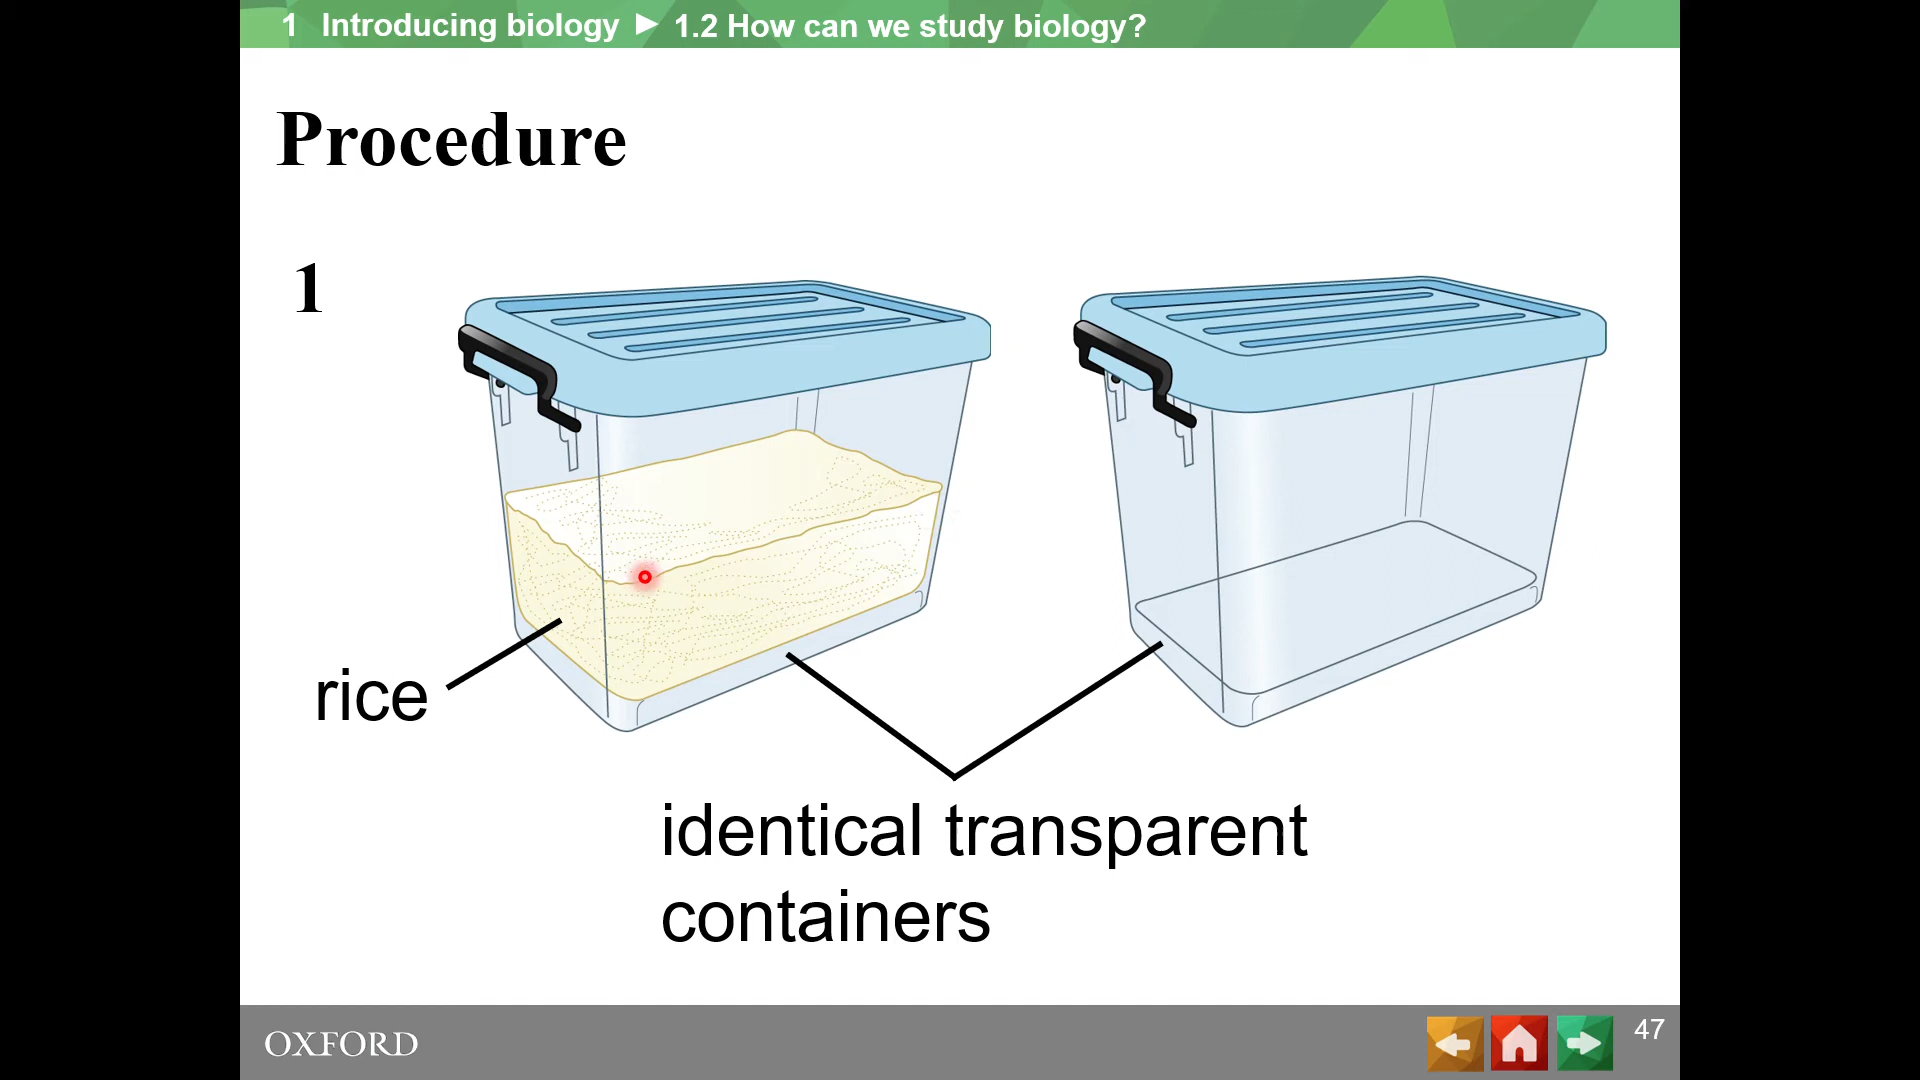 1 Introducing biology ▶ 1.2 How can we study biology?
Procedure
1
rice
identical transparent
containers
OXFORD
47